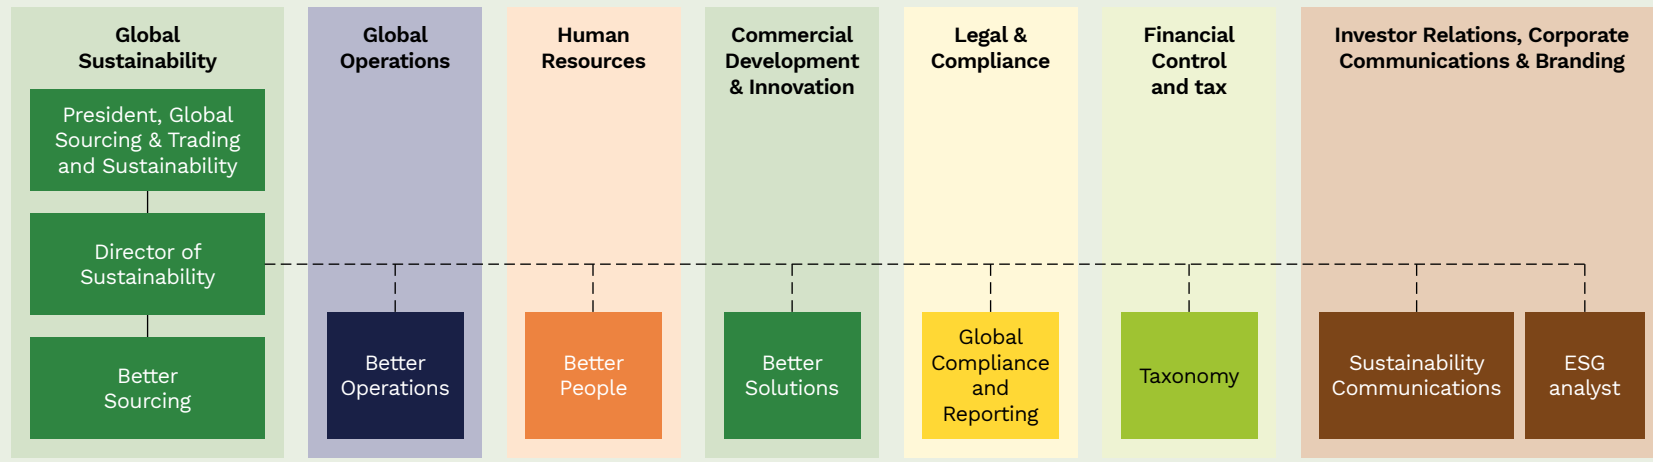 Global
Sustainability
President, Global
Sourcing & Trading
and Sustainability
Director of
Sustainability
Better
Sourcing
Global
Operations
Better
Operations
Human
Resources
Better
People
Commercial
Development
& Innovation
Better
Solutions
Legal &
Compliance
Global
Compliance
and
Reporting
Financial
Control
and tax
Taxonomy
Investor Relations, Corporate
Communications & Branding
Sustainability
Communications
ESG
analyst